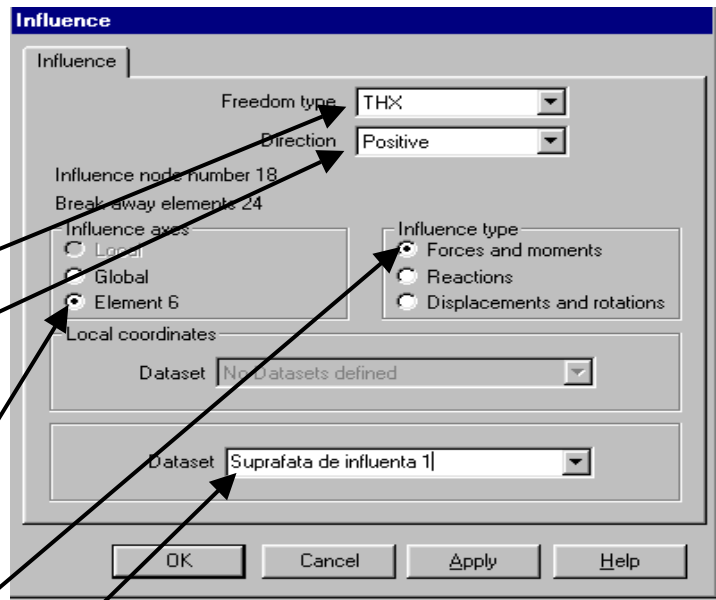 Influence
Influence
Freedom type THX
Direction Positive
Influence node number 18
Break away elements 24
Influence axes
Local
Global
Element 6
Influence type
Forces and moments
Reactions
Displacements and rotations
Local coordinates
Dataset No Datasets defined
Dataset Suprafata de influenta 1
OK Cancel Apply Help